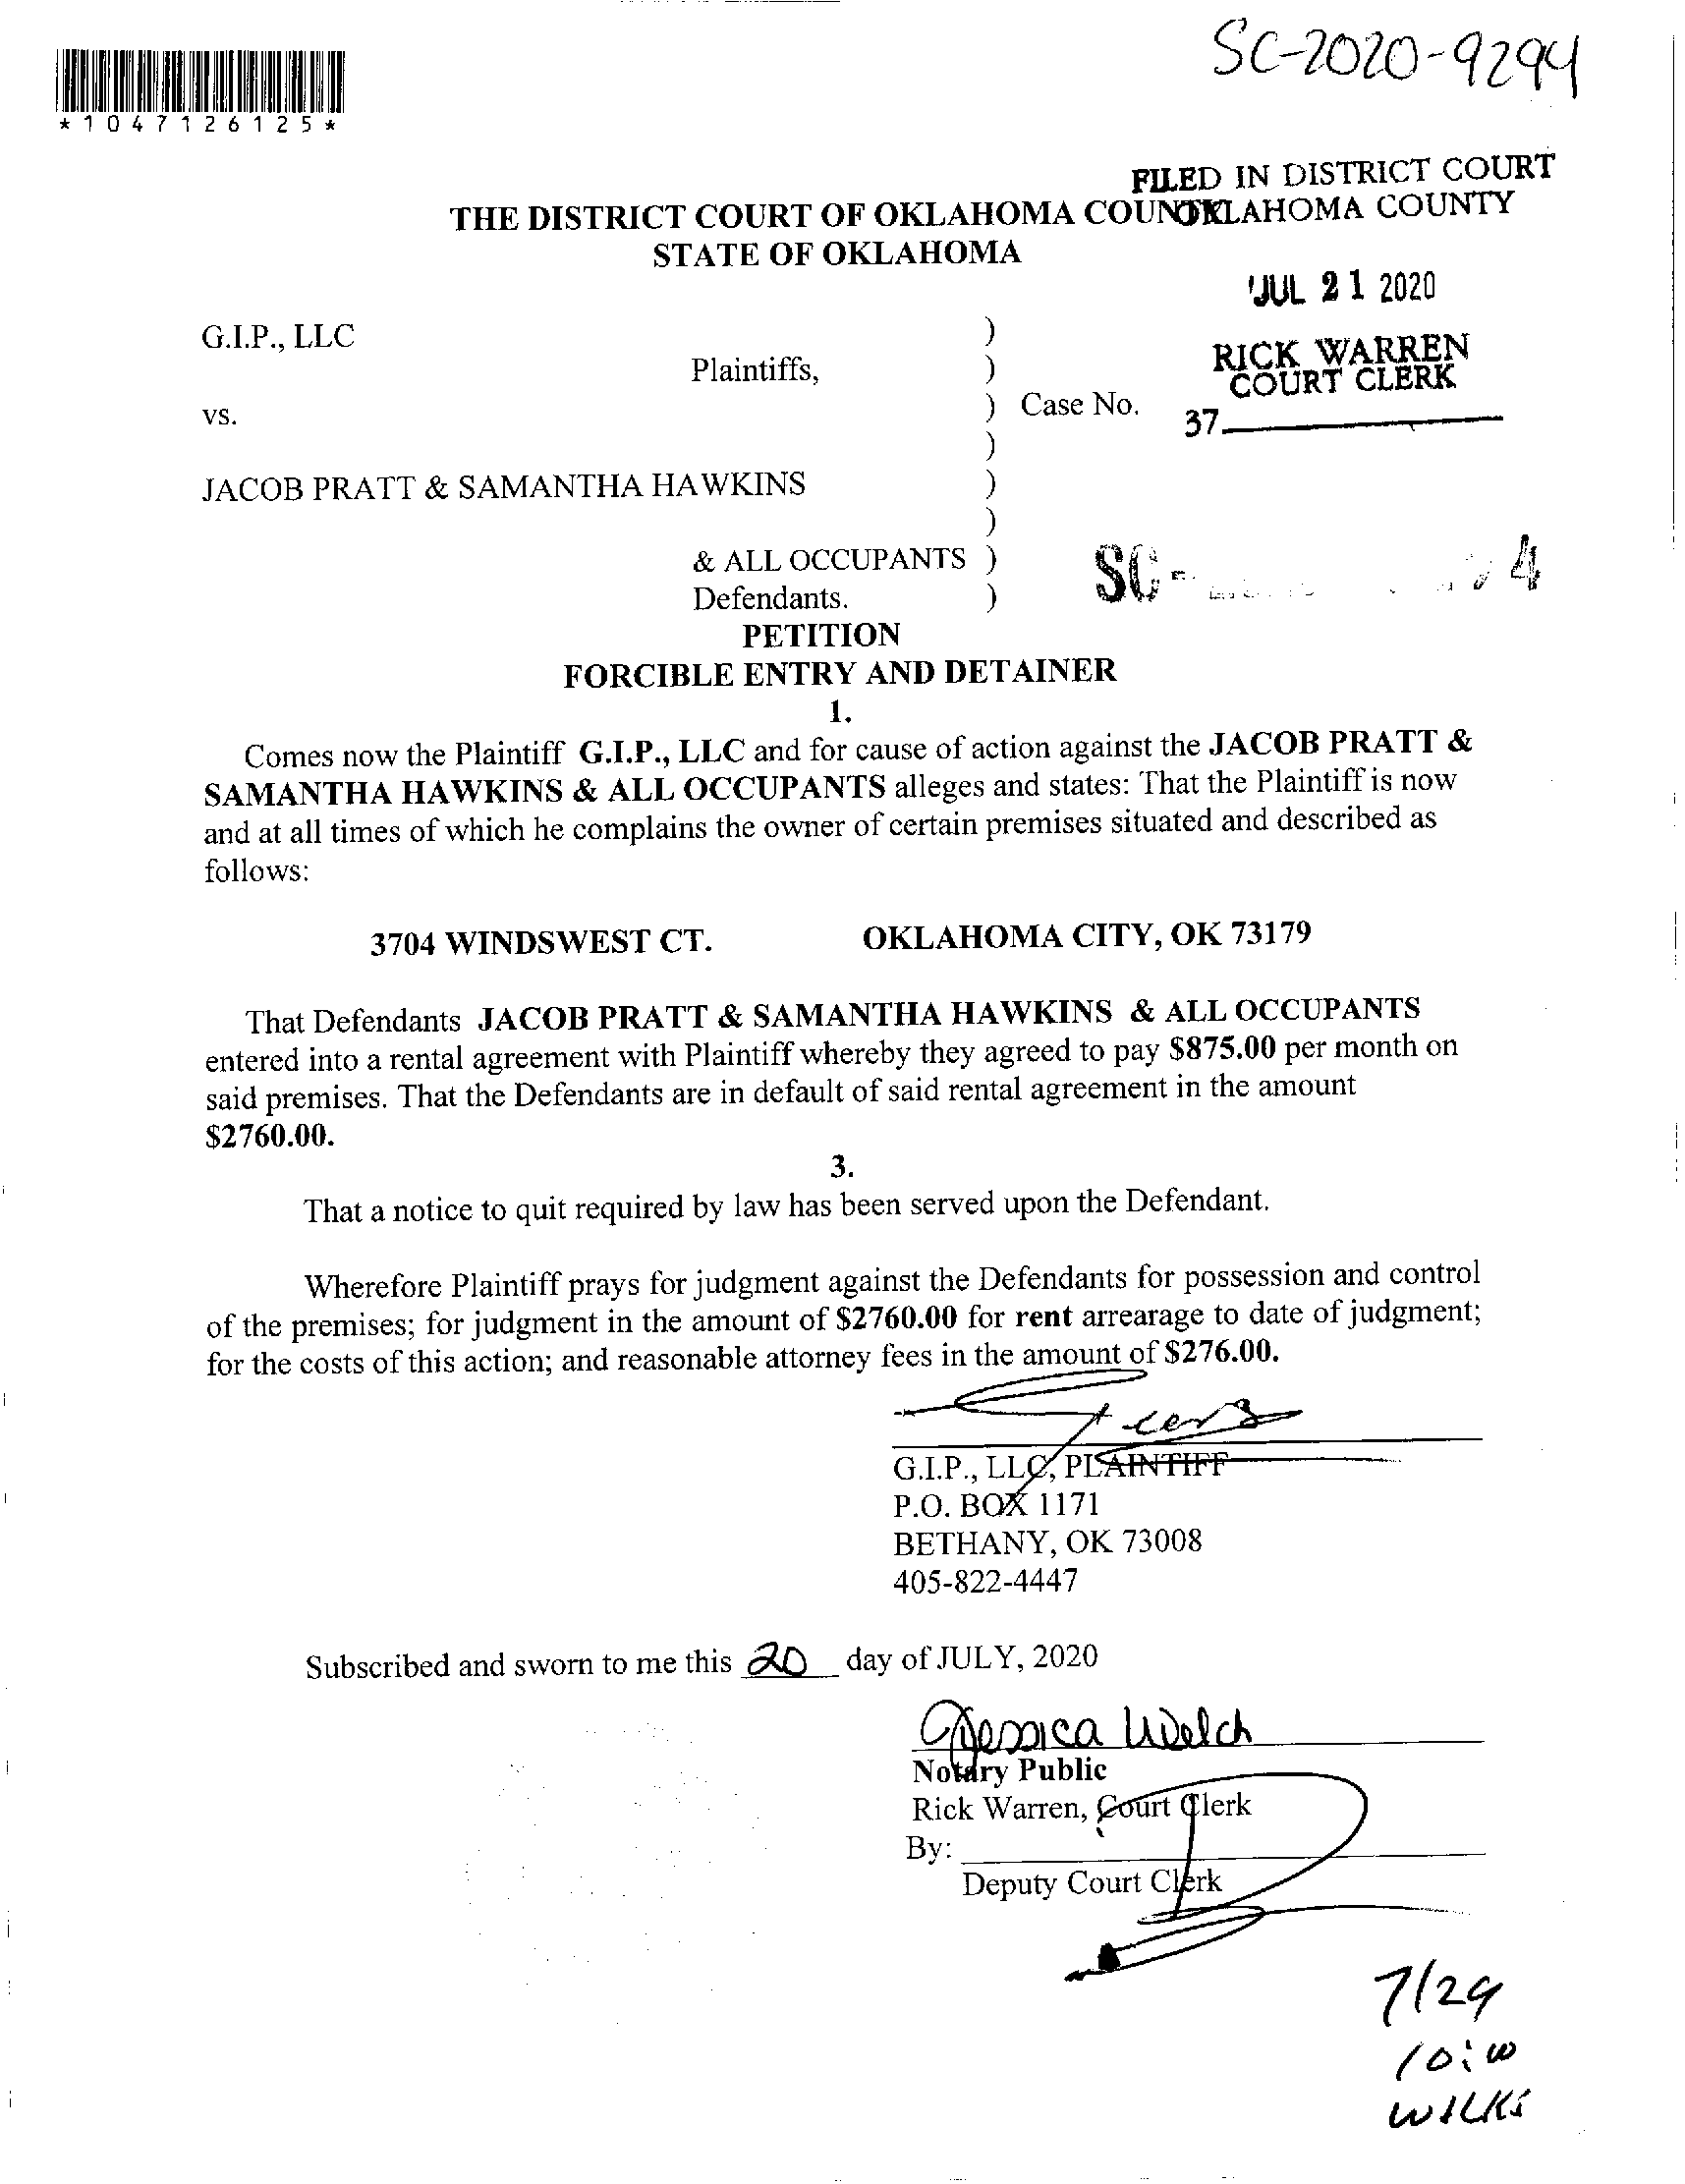 SC-2020-9294
*1047126125*
FILED IN DISTRICT COURT
OKLAHOMA COUNTY
THE DISTRICT COURT OF OKLAHOMA COUNTY
STATE OF OKLAHOMA
JUL 21 2020
G.I.P., LLC )
RICK WARREN
Plaintiffs, )
COURT CLERK
vs. ) Case No.
37
)
JACOB PRATT & SAMANTHA HAWKINS )
)
& ALL OCCUPANTS )
SC- 4
Defendants. )
PETITION
FORCIBLE ENTRY AND DETAINER
1.
Comes now the Plaintiff G.I.P., LLC and for cause of action against the JACOB PRATT &
SAMANTHA HAWKINS & ALL OCCUPANTS alleges and states: That the Plaintiff is now
and at all times of which he complains the owner of certain premises situated and described as
follows:
3704 WINDSWEST CT. OKLAHOMA CITY, OK 73179
That Defendants JACOB PRATT & SAMANTHA HAWKINS & ALL OCCUPANTS
entered into a rental agreement with Plaintiff whereby they agreed to pay $875.00 per month on
said premises. That the Defendants are in default of said rental agreement in the amount
$2760.00.
3.
That a notice to quit required by law has been served upon the Defendant.
Wherefore Plaintiff prays for judgment against the Defendants for possession and control
of the premises; for judgment in the amount of $2760.00 for rent arrearage to date of judgment;
for the costs of this action; and reasonable attorney fees in the amount of $276.00.
G.I.P., LLC, PLAINTIFF
P.O. BOX 1171
BETHANY, OK 73008
405-822-4447
Subscribed and sworn to me this 20 day of JULY, 2020
Jessica Welch
Notary Public
Rick Warren, Court Clerk
By:
Deputy Court Clerk
7/29
10:00
WILKS